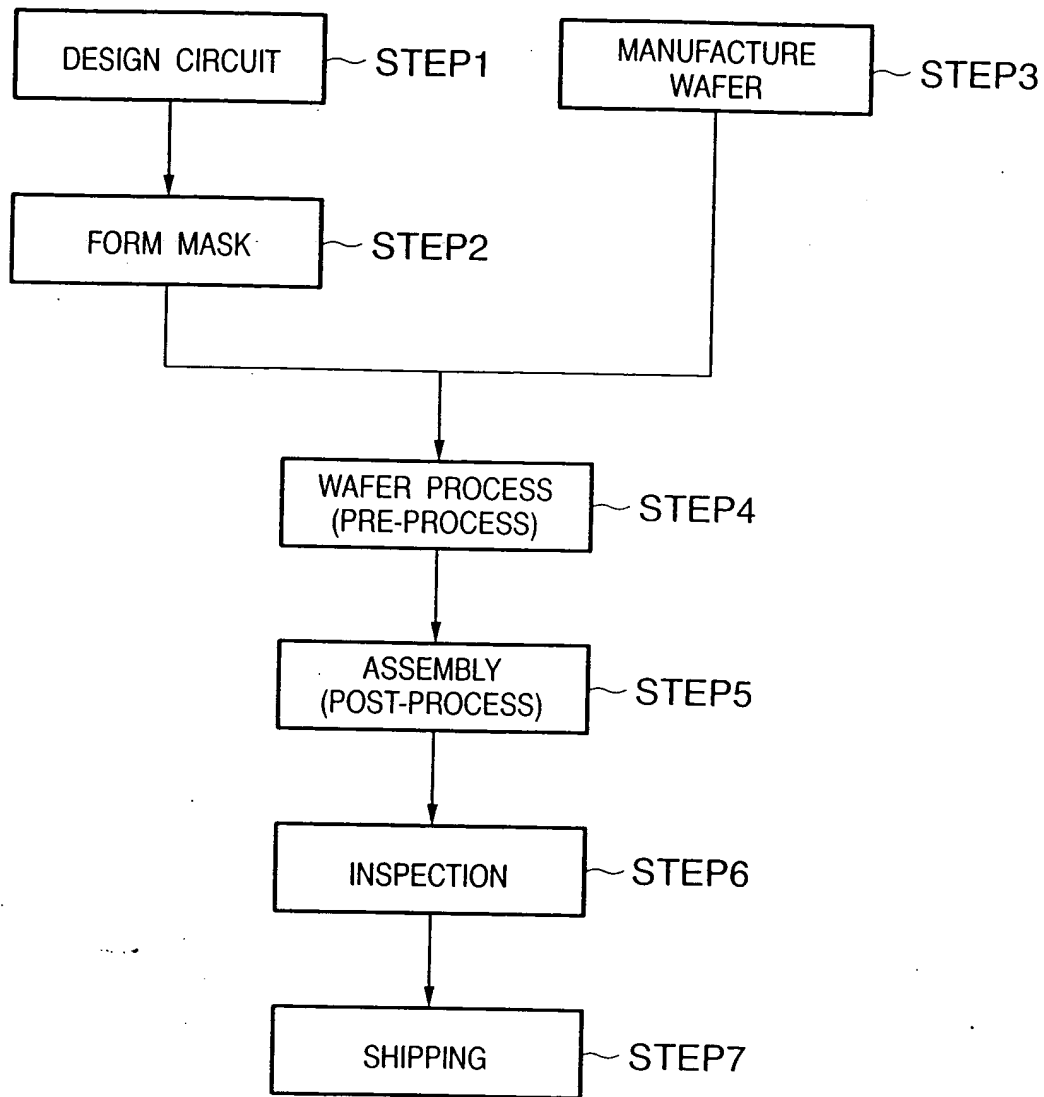 DESIGN CIRCUIT
STEP1
MANUFACTURE
WAFER
STEP3
FORM MASK
STEP2
WAFER PROCESS
(PRE-PROCESS)
STEP4
ASSEMBLY
(POST-PROCESS)
STEP5
INSPECTION
STEP6
SHIPPING
STEP7